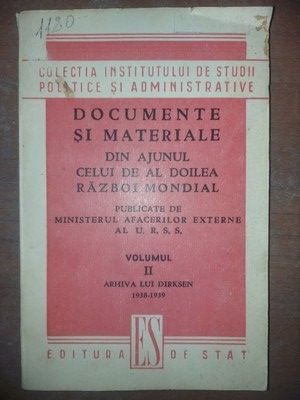 1180
COLECȚIA INSTITUTULUI DE STUDII
POLITICE ȘI ADMINISTRATIVE
DOCUMENTE
ȘI MATERIALE
DIN AJUNUL
CELUI DE AL DOILEA
RĂZBOI MONDIAL
PUBLICATE DE
MINISTERUL AFACERILOR EXTERNE
AL U. R. S. S.
VOLUMUL
II
ARHIVA LUI DIRKSEN
1938-1939
EDITURA ES DE STAT